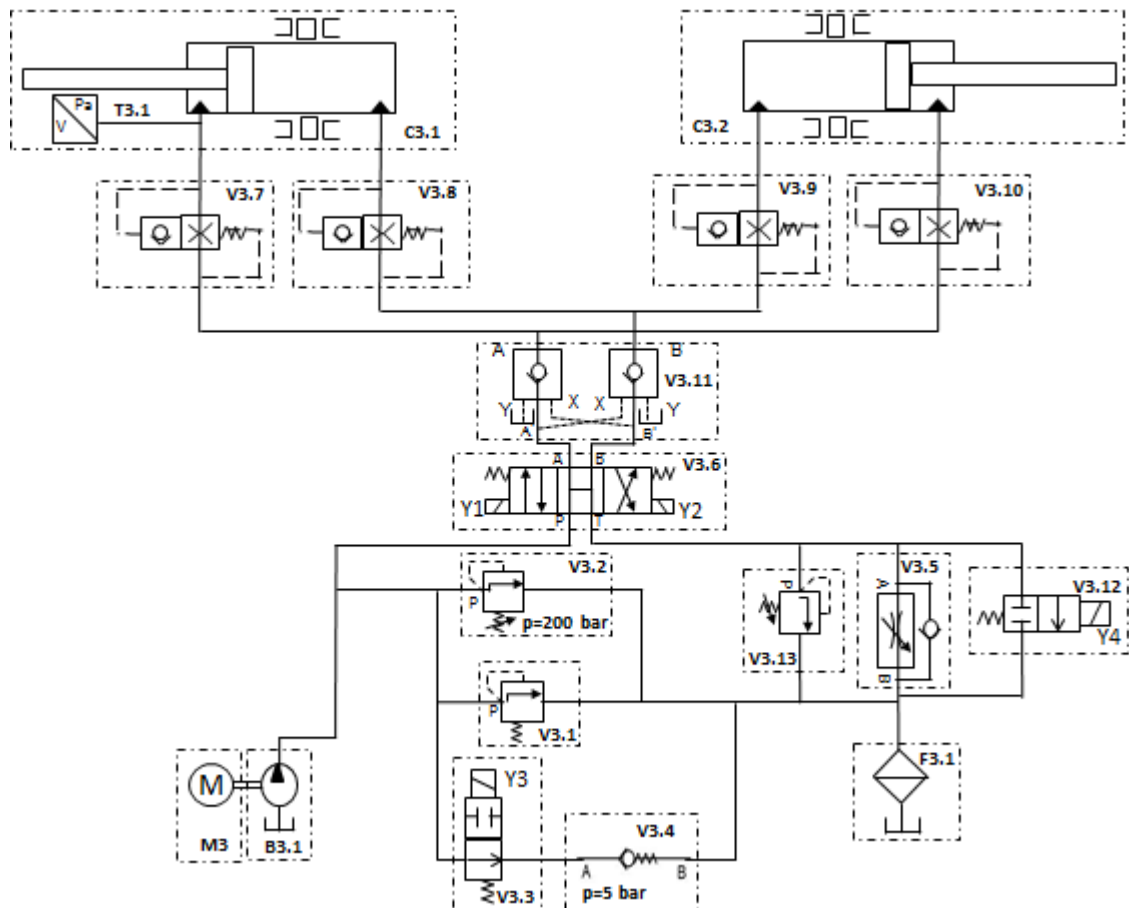 Pa
V
T3.1
C3.1
C3.2
V3.7
V3.8
V3.9
V3.10
A
B
V3.11
Y
X
X
Y
A
B'
A
B
V3.6
Y1
P
T
Y2
V3.2
P
p=200 bar
P
V3.13
V3.5
A
B
V3.12
Y4
P
V3.1
Y3
V3.3
V3.4
A
B
p=5 bar
M
M3
B3.1
F3.1